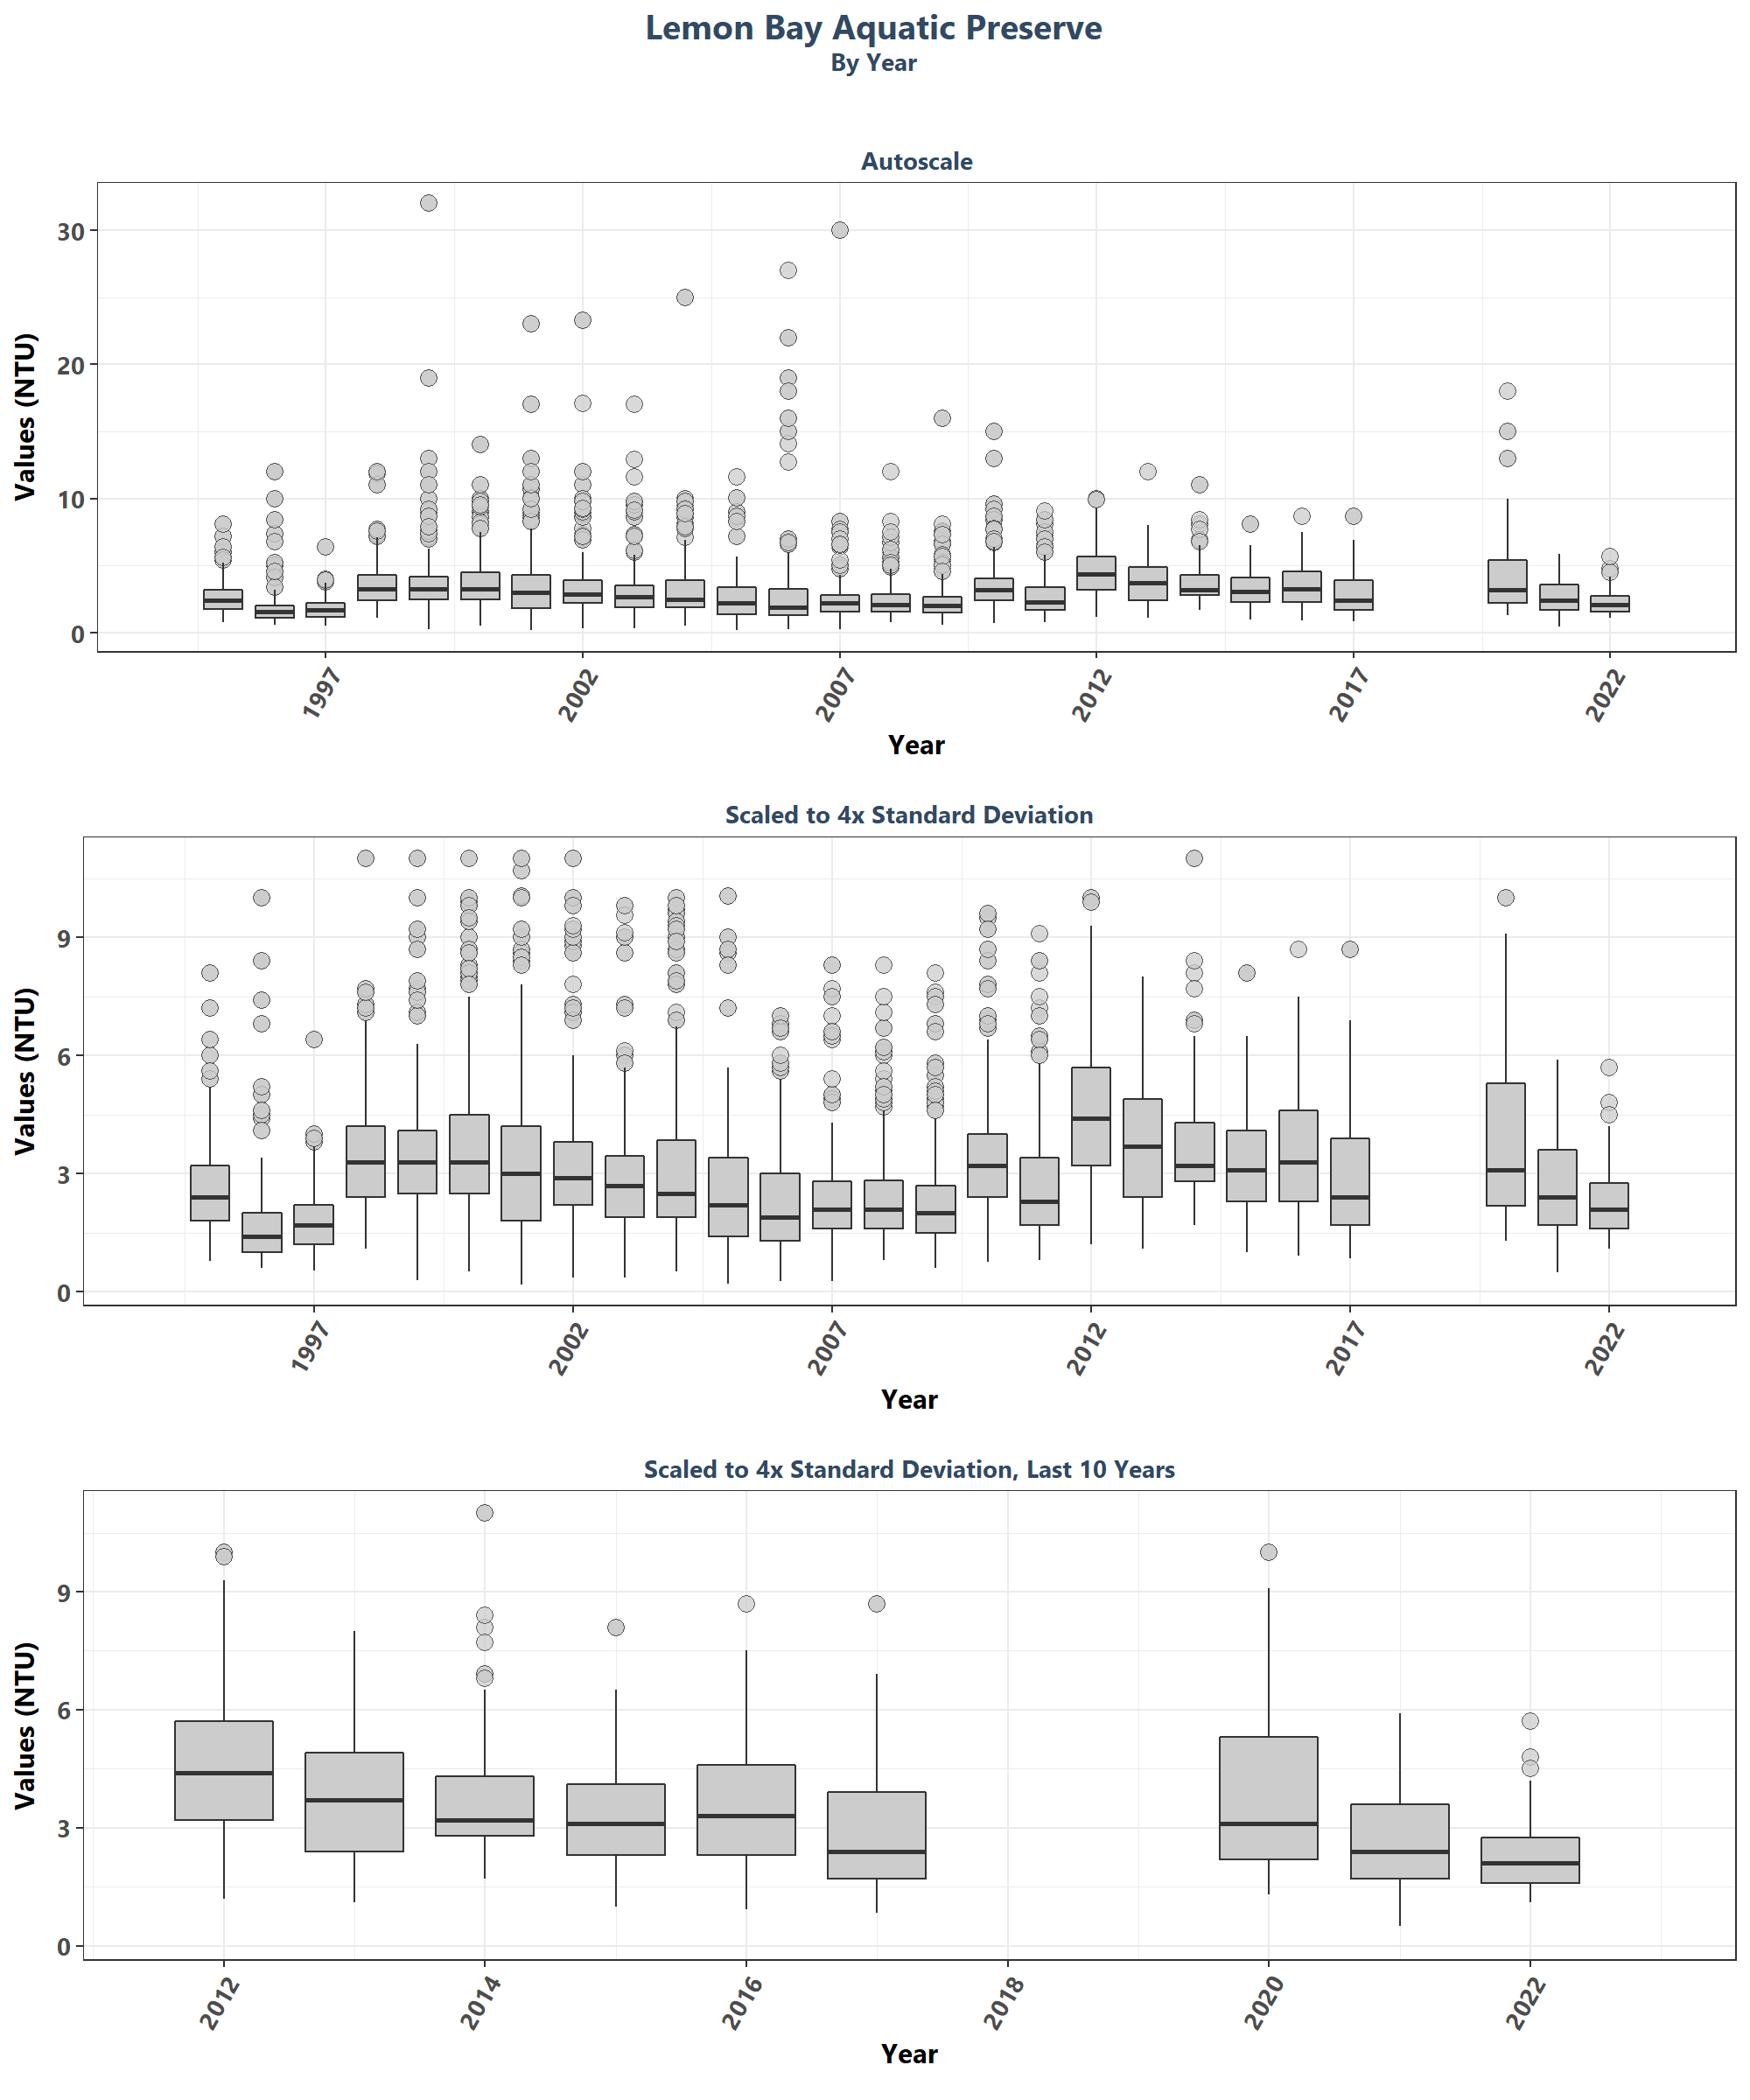 Lemon Bay Aquatic Preserve
By Year
Autoscale
Values (NTU)
30
20
10
0
1997 2002 2007 2012 2017 2022
Year
Scaled to 4x Standard Deviation
Values (NTU)
9
6
3
0
1997 2002 2007 2012 2017 2022
Year
Scaled to 4x Standard Deviation, Last 10 Years
Values (NTU)
9
6
3
0
2012 2014 2016 2018 2020 2022
Year